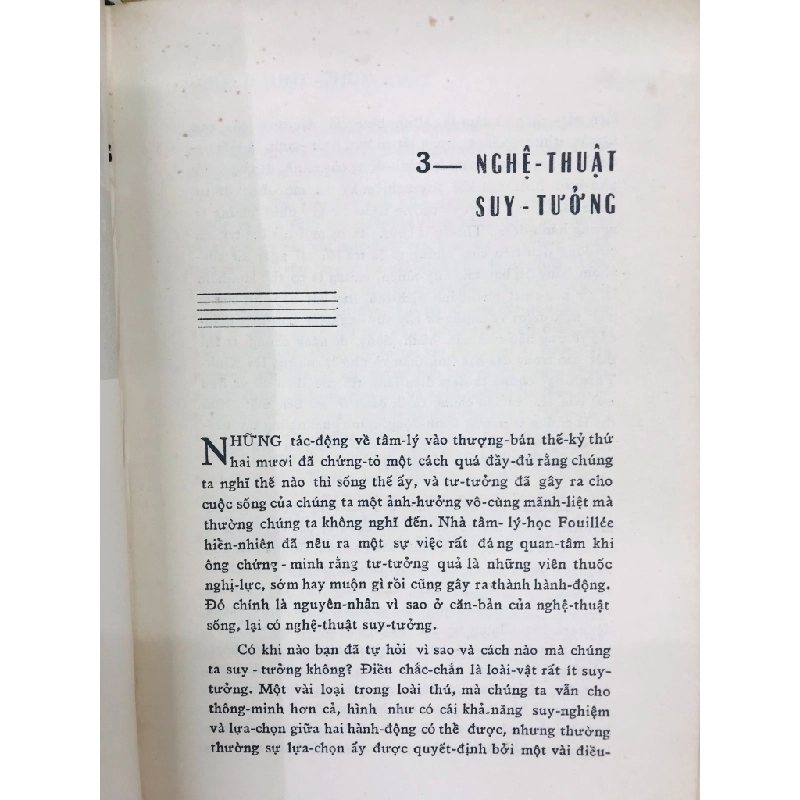 3— NGHỆ-THUẬT
SUY-TƯỞNG
NHỮNG tác-động về tâm-lý vào thượng-bán thế-kỷ thứ
hai mươi đã chứng-tỏ một cách quá đầy-đủ rằng chúng
ta nghĩ thế nào thì sống thế ấy, và tư-tưởng đã gây ra cho
cuộc sống của chúng ta một ảnh-hưởng vô-cùng mãnh-liệt mà
thường chúng ta không nghĩ đến. Nhà tâm-lý-học Fouillée
hiển-nhiên đã nêu ra một sự việc rất đáng quan-tâm khi
ông chứng-minh rằng tư-tưởng quả là những viên thuốc
nghị-lực, sớm hay muộn gì rồi cũng gây ra thành hành-động.
Đó chính là nguyên-nhân vì sao ở căn-bản của nghệ-thuật
sống, lại có nghệ-thuật suy-tưởng.
Có khi nào bạn đã tự hỏi vì sao và cách nào mà chúng
ta suy-tưởng không? Điều chắc-chắn là loài-vật rất ít suy-
tưởng. Một vài loại trong loài thú, mà chúng ta vẫn cho
thông-minh hơn cả, hình như có cái khả-năng suy-nghiệm
và lựa-chọn giữa hai hành-động có thể được, nhưng thường
thường sự lựa-chọn ấy được quyết-định bởi một vài điều-